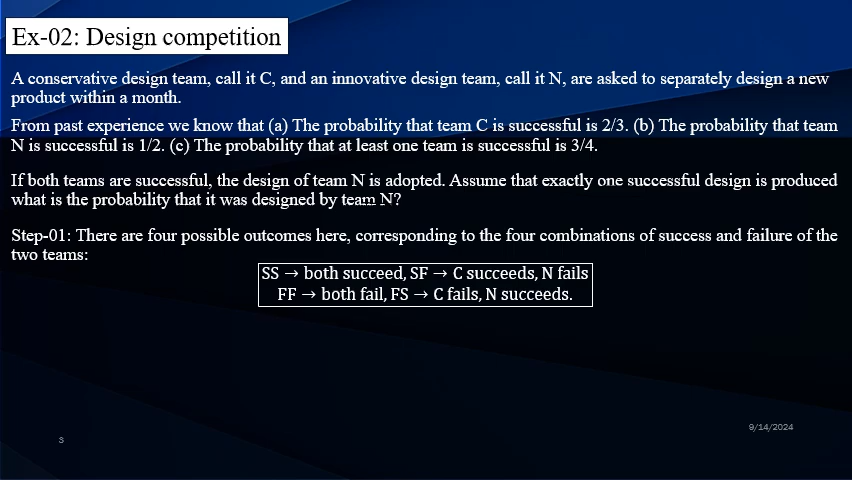 Ex-02: Design competition
A conservative design team, call it C, and an innovative design team, call it N, are asked to separately design a new
product within a month.
From past experience we know that (a) The probability that team C is successful is 2/3. (b) The probability that team
N is successful is 1/2. (c) The probability that at least one team is successful is 3/4.
If both teams are successful, the design of team N is adopted. Assume that exactly one successful design is produced
what is the probability that it was designed by team N?
Step-01: There are four possible outcomes here, corresponding to the four combinations of success and failure of the
two teams:
SS → both succeed, SF → C succeeds, N fails
FF → both fail, FS → C fails, N succeeds.
9/14/2024
3